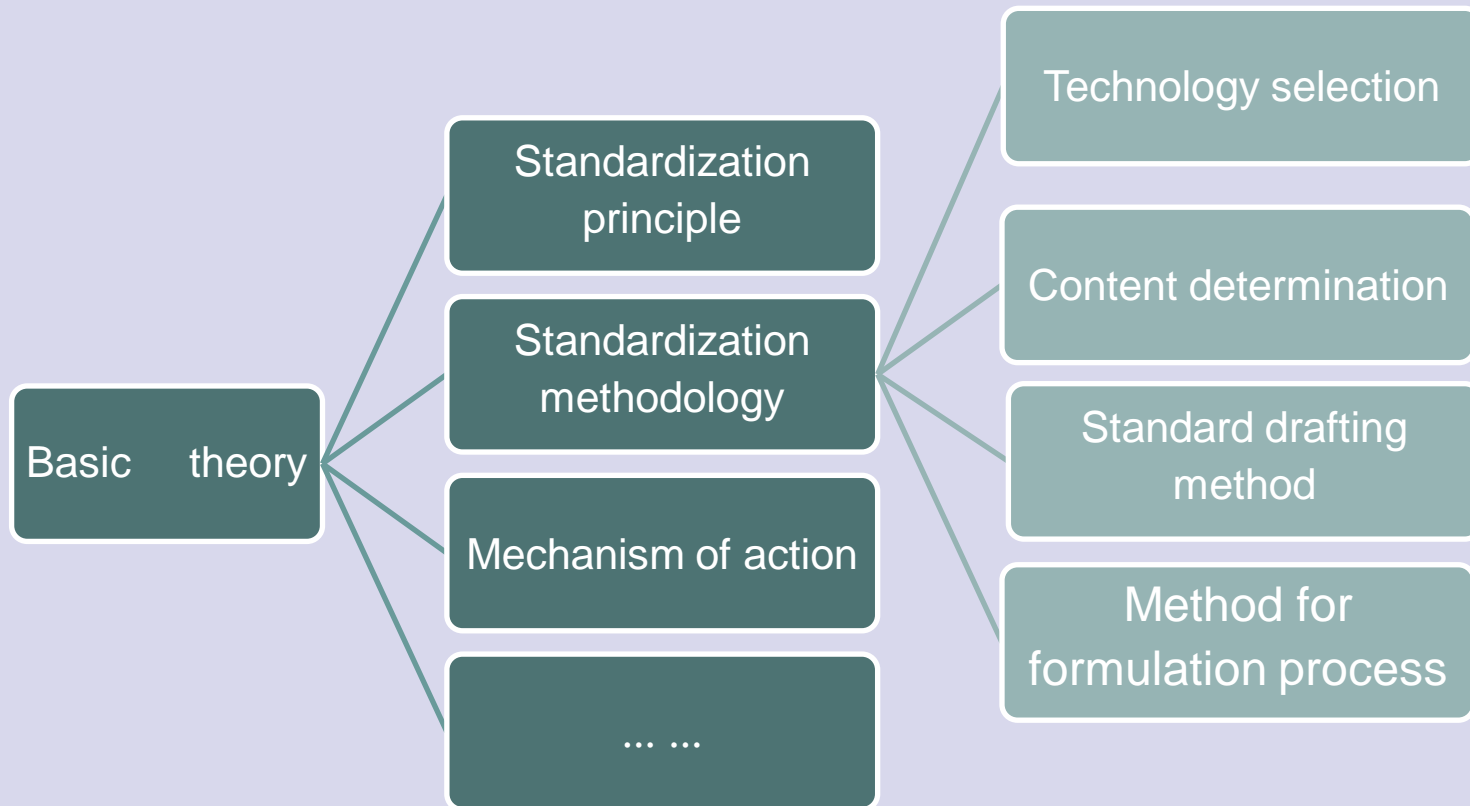 Basic theory
Standardization
principle
Standardization
methodology
Mechanism of action
... ...
Technology selection
Content determination
Standard drafting
method
Method for
formulation process